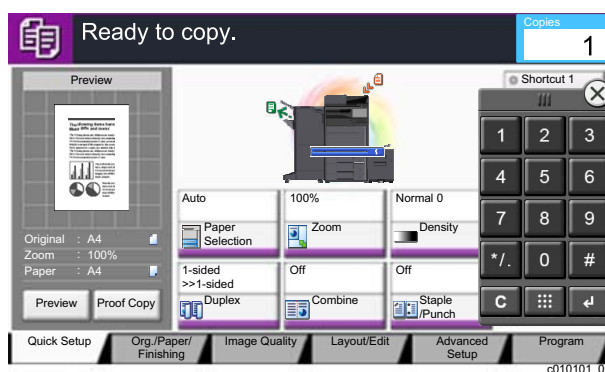 Ready to copy.
Copies
1
Preview
Shortcut 1
Original : A4
Zoom : 100%
Paper : A4
Preview
Proof Copy
Auto
Paper
Selection
100%
Zoom
Normal 0
Density
1-sided
>>1-sided
Duplex
Off
Combine
Off
Staple
/Punch
1
2
3
4
5
6
7
8
9
*/.
0
#
C
Quick Setup
Org./Paper/
Finishing
Image Quality
Layout/Edit
Advanced
Setup
Program
c010101_0